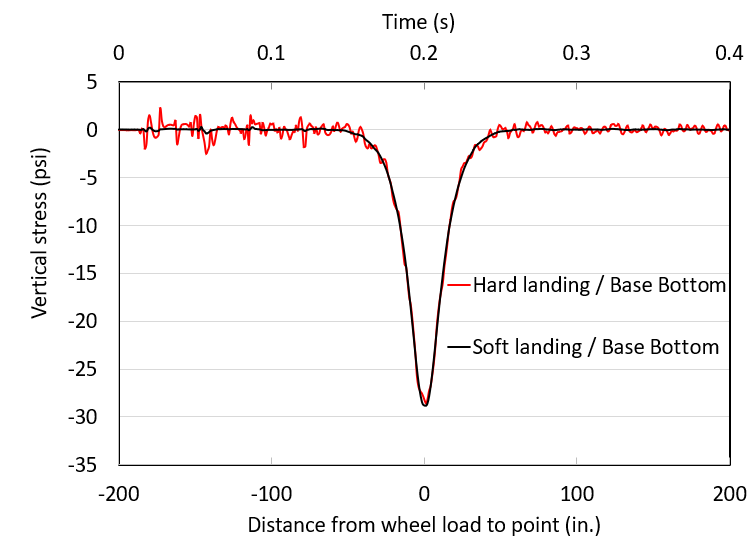 Time (s)
0 0.1 0.2 0.3 0.4
5
0
-5
-10
-15
-20
-25
-30
-35
Vertical stress (psi)
Hard landing / Base Bottom
Soft landing / Base Bottom
-200 -100 0 100 200
Distance from wheel load to point (in.)